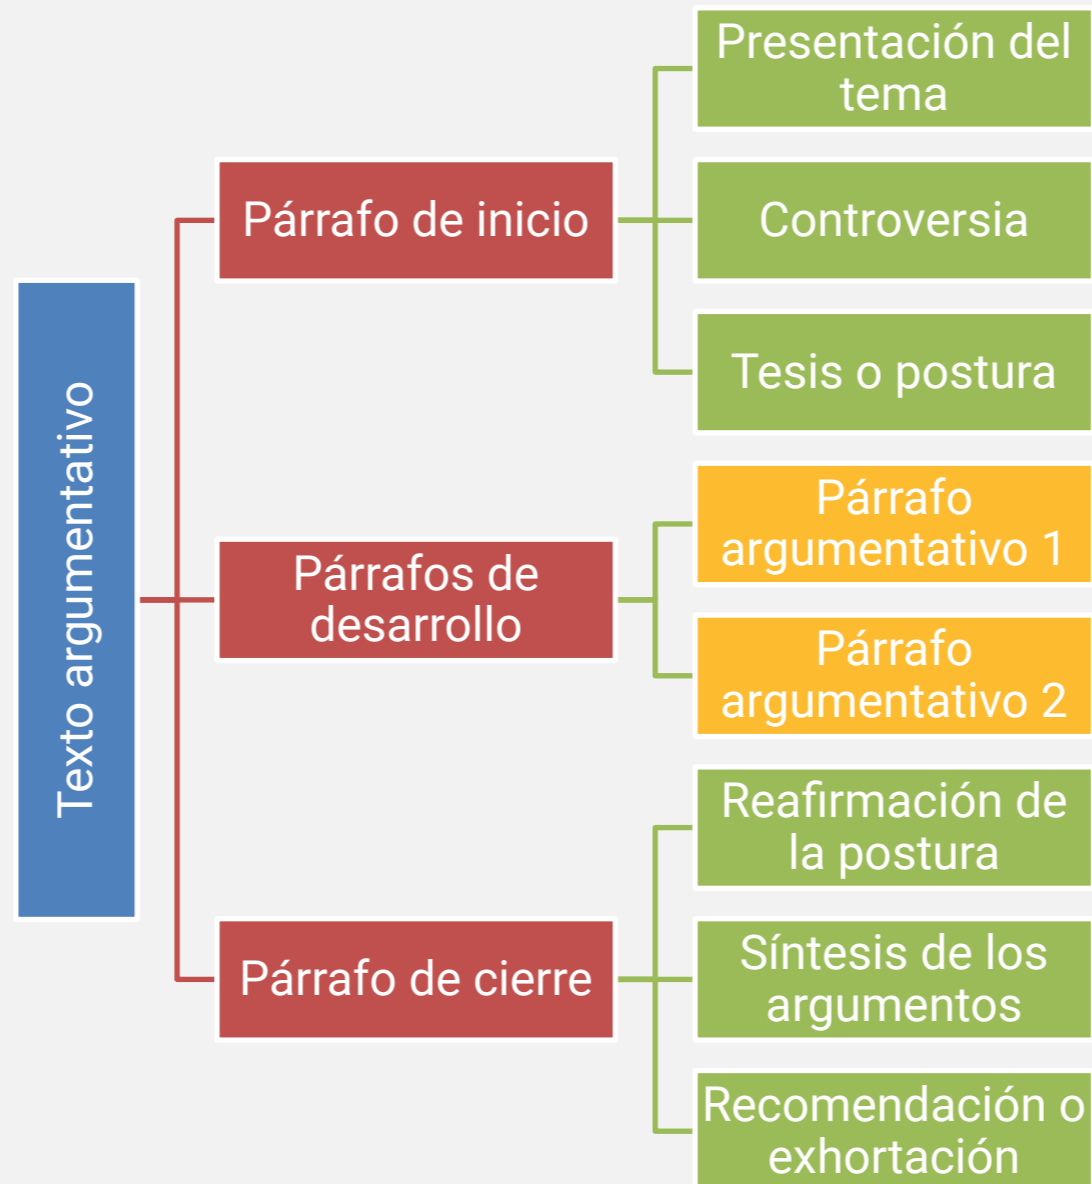 Texto argumentativo
Párrafo de inicio
Presentación del
tema
Controversia
Tesis o postura
Párrafos de
desarrollo
Párrafo
argumentativo 1
Párrafo
argumentativo 2
Párrafo de cierre
Reafirmación de
la postura
Síntesis de los
argumentos
Recomendación o
exhortación